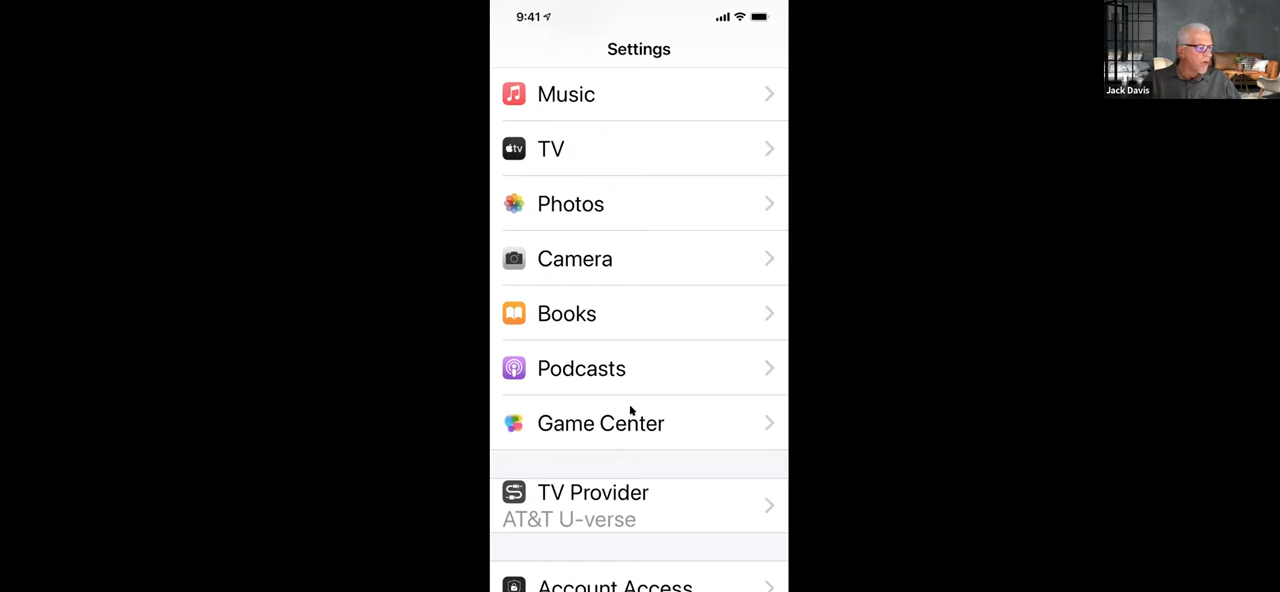 9:41
Settings
Music
tv TV
Photos
Camera
Books
Podcasts
Game Center
TV Provider
AT&T U-verse
Account Access
Jack Davis